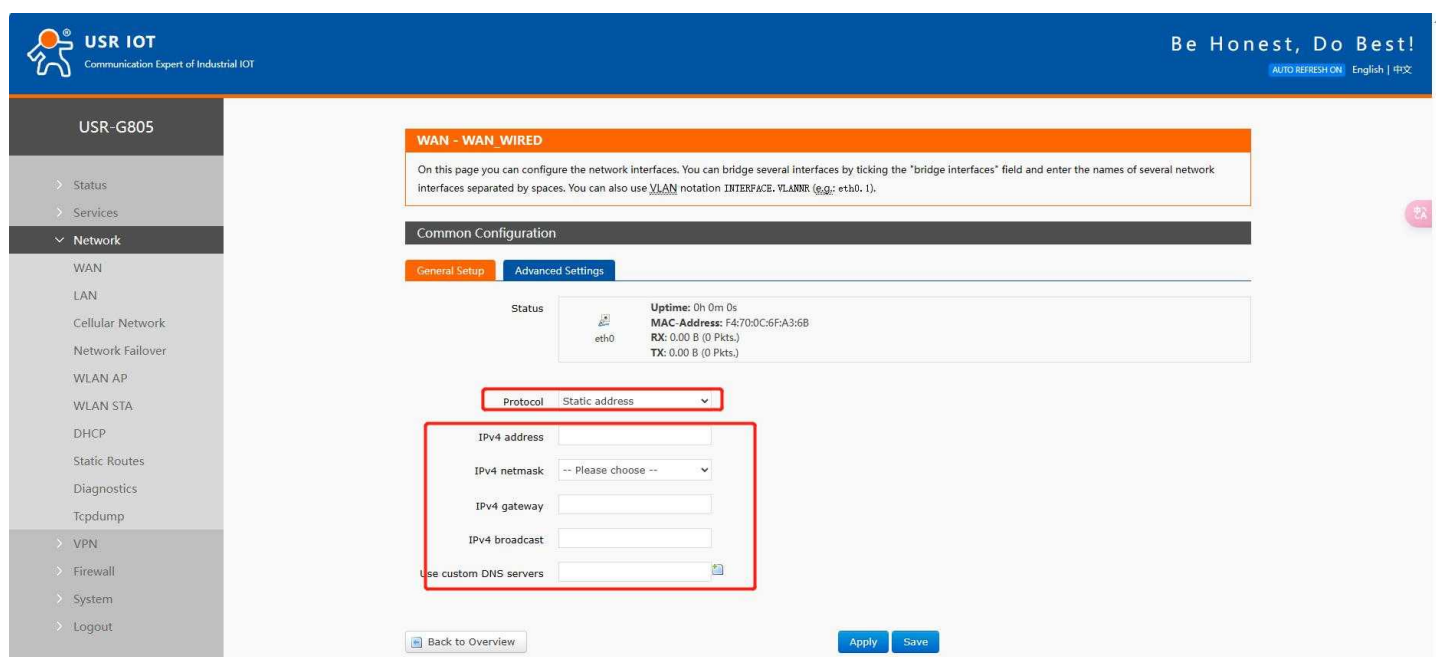 USR IOT
Communication Expert of Industrial IOT
Be Honest, Do Best!
AUTO REFRESH ON English | 中文
USR-G805
Status
Services
Network
WAN
LAN
Cellular Network
Network Failover
WLAN AP
WLAN STA
DHCP
Static Routes
Diagnostics
Tcpdump
VPN
Firewall
System
Logout
WAN - WAN_WIRED
On this page you can configure the network interfaces. You can bridge several interfaces by ticking the "bridge interfaces" field and enter the names of several network
interfaces separated by spaces. You can also use VLAN notation INTERFACE.VLANNR (e.g.: eth0.1).
Common Configuration
General Setup Advanced Settings
Status
eth0
Uptime: 0h 0m 0s
MAC-Address: F4:70:0C:6F:A3:6B
RX: 0.00 B (0 Pkts.)
TX: 0.00 B (0 Pkts.)
Protocol Static address
IPv4 address
IPv4 netmask -- Please choose --
IPv4 gateway
IPv4 broadcast
Use custom DNS servers
Back to Overview
Apply Save